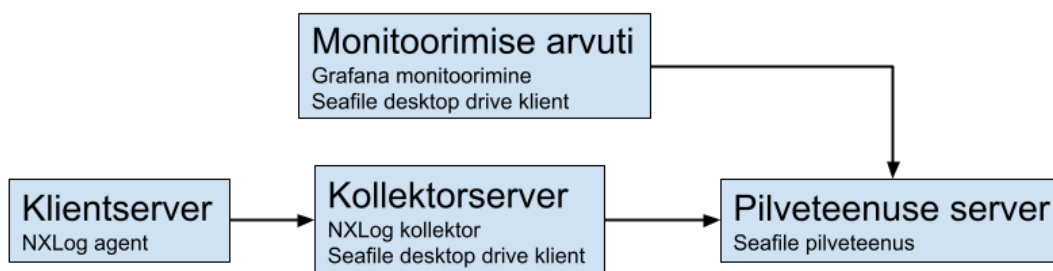 Monitoorimise arvuti
Grafana monitoorimine
Seafile desktop drive klient
Klientserver
NXLog agent
Kollektorserver
NXLog kollektor
Seafile desktop drive klient
Pilveteenuse server
Seafile pilveteenus